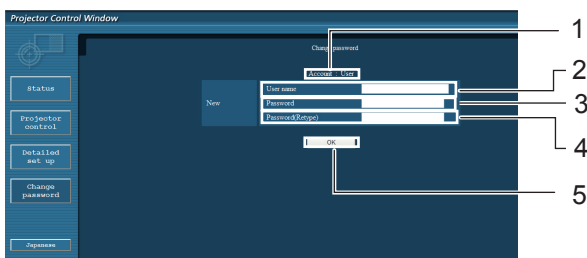 Projector Control Window
Change password
Account : User
New
User name
Password
Password(Retype)
OK
Status
Projector
control
Detailed
set up
Change
password
Japanese
1
2
3
4
5